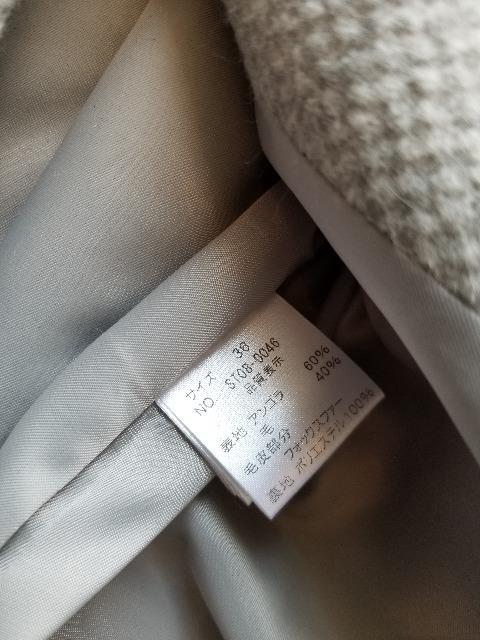 サイズ 38
NO. ST08-0046
品質表示
表地 アンゴラ 60%
毛 40%
毛皮部分 フォックスファー
裏地 ポリエステル100%